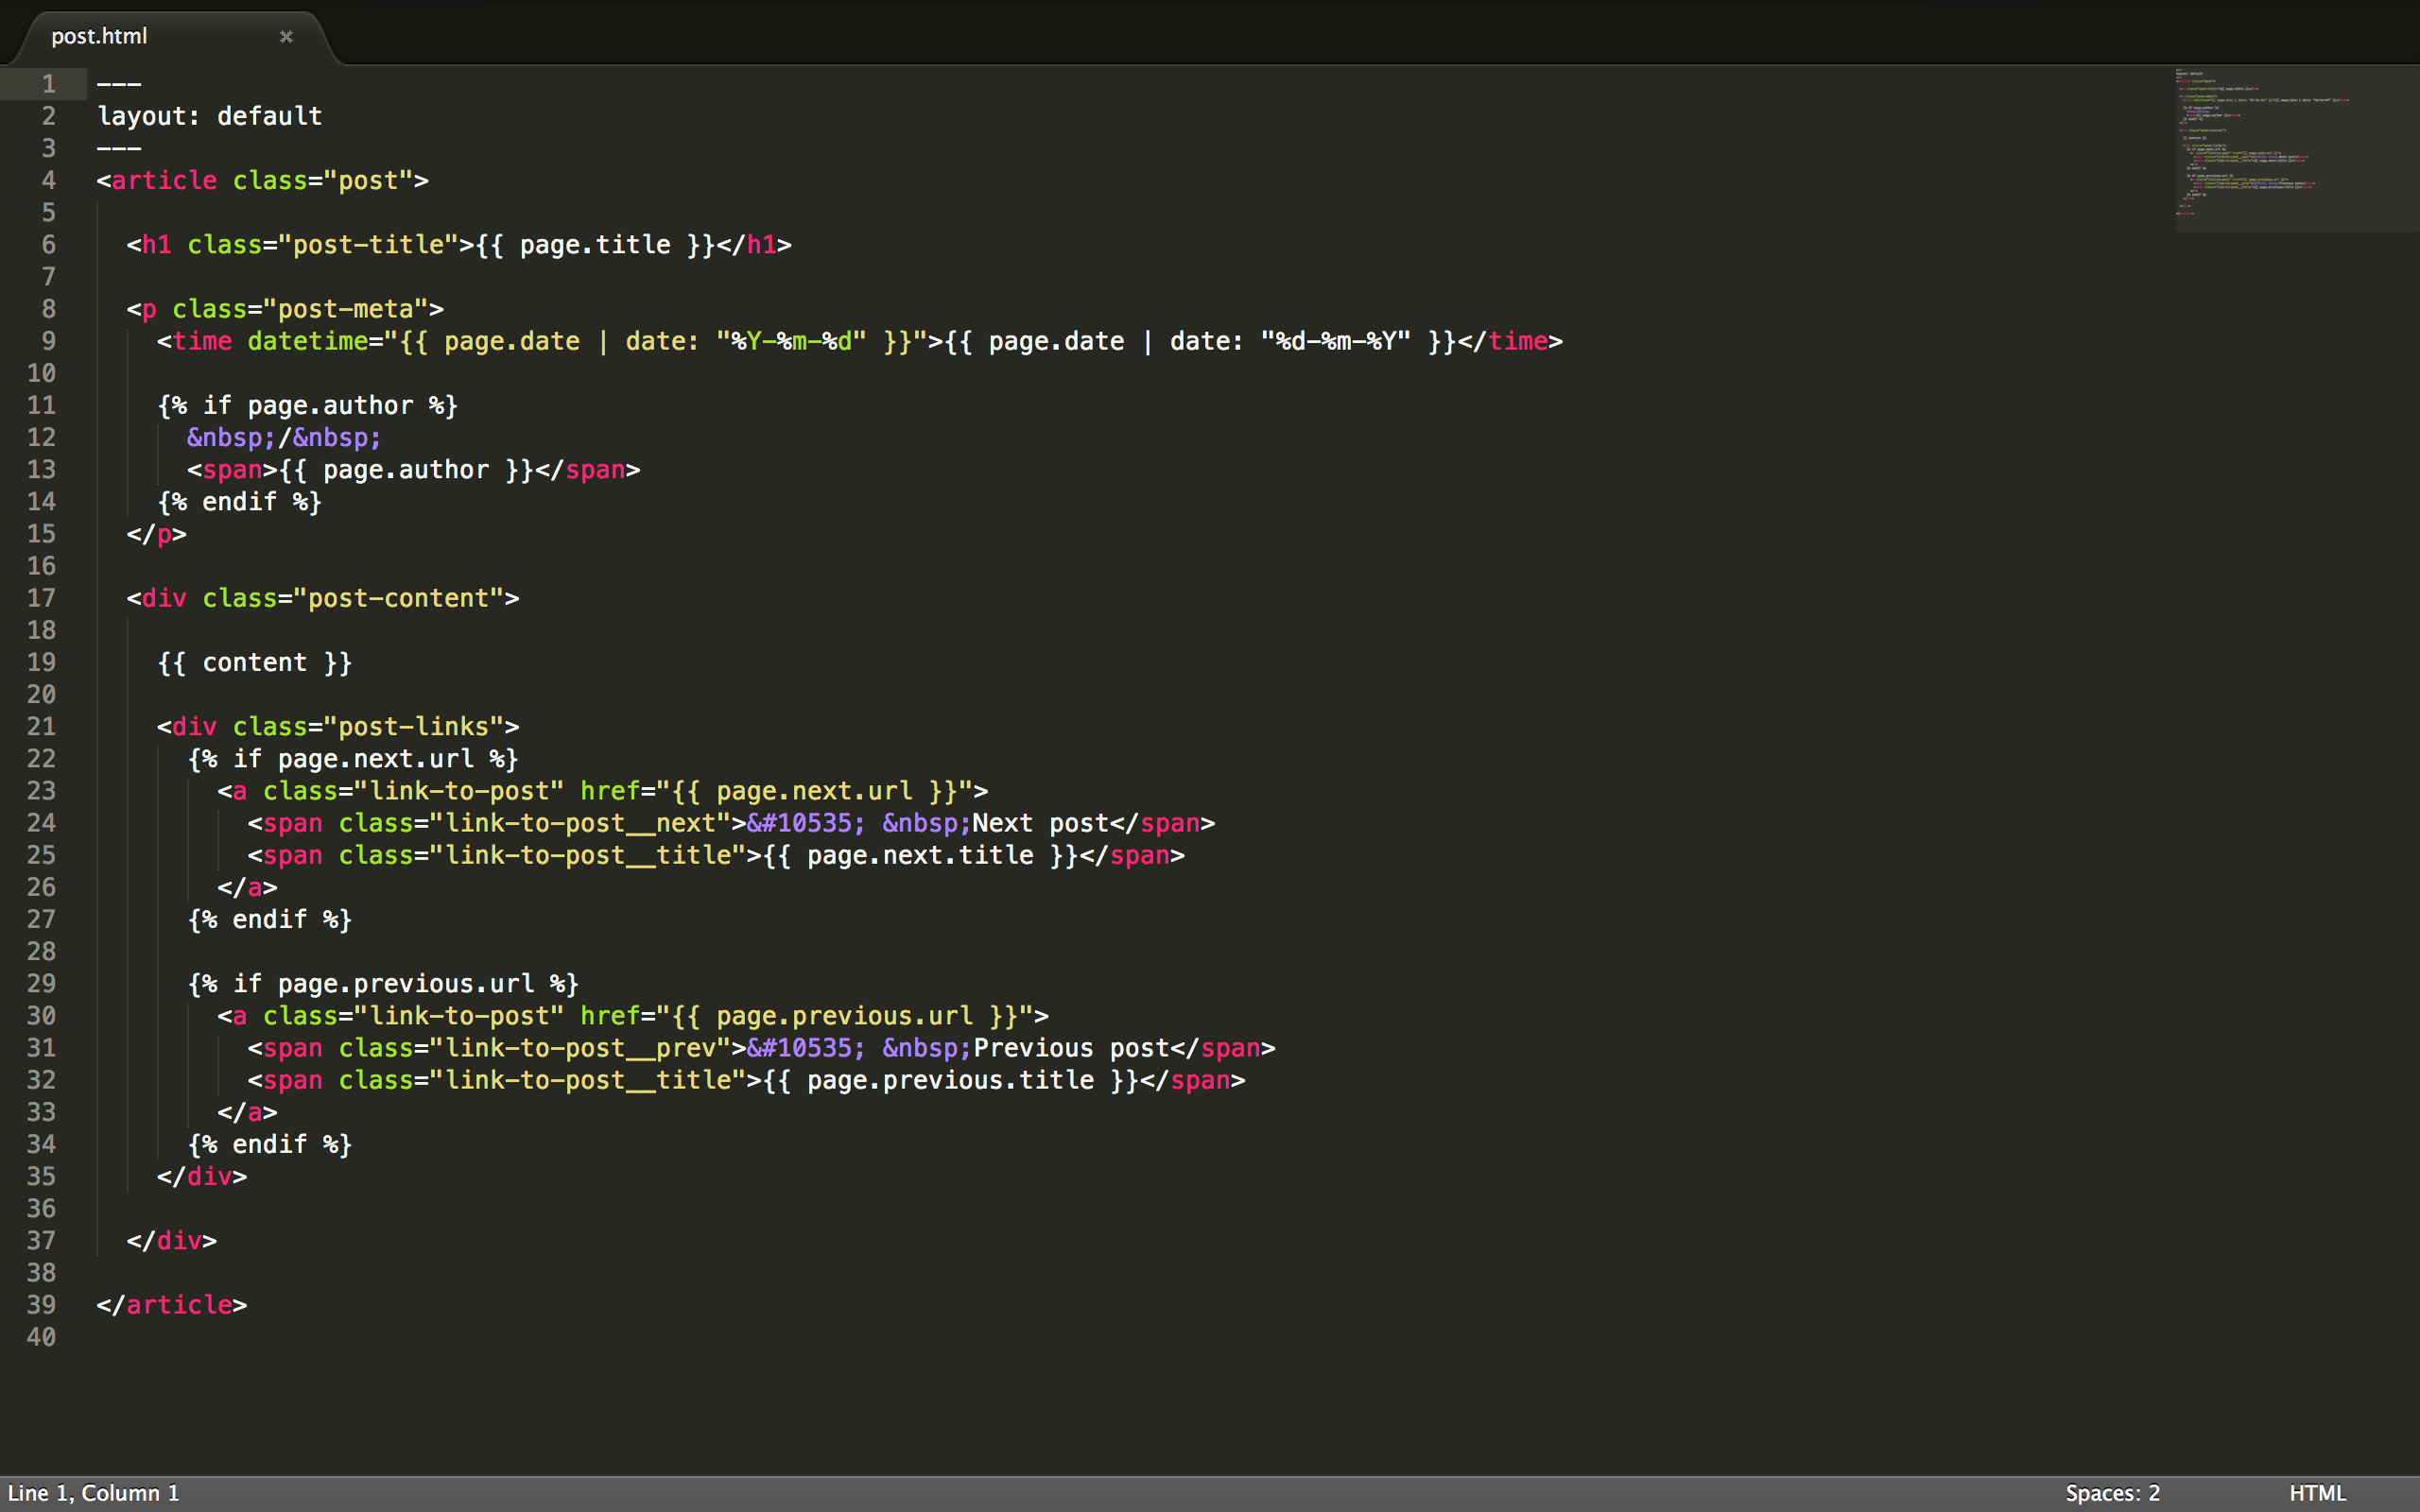 post.html ×
1 ---
2 layout: default
3 ---
4 <article class="post">
5
6 <h1 class="post-title">{{ page.title }}</h1>
7
8 <p class="post-meta">
9 <time datetime="{{ page.date | date: "%Y-%m-%d" }}">{{ page.date | date: "%d-%m-%Y" }}</time>
10
11 {% if page.author %}
12 &nbsp;/&nbsp;
13 <span>{{ page.author }}</span>
14 {% endif %}
15 </p>
16
17 <div class="post-content">
18
19 {{ content }}
20
21 <div class="post-links">
22 {% if page.next.url %}
23 <a class="link-to-post" href="{{ page.next.url }}">
24 <span class="link-to-post__next">&#10535; &nbsp;Next post</span>
25 <span class="link-to-post__title">{{ page.next.title }}</span>
26 </a>
27 {% endif %}
28
29 {% if page.previous.url %}
30 <a class="link-to-post" href="{{ page.previous.url }}">
31 <span class="link-to-post__prev">&#10535; &nbsp;Previous post</span>
32 <span class="link-to-post__title">{{ page.previous.title }}</span>
33 </a>
34 {% endif %}
35 </div>
36
37 </div>
38
39 </article>
40
Line 1, Column 1 Spaces: 2 HTML